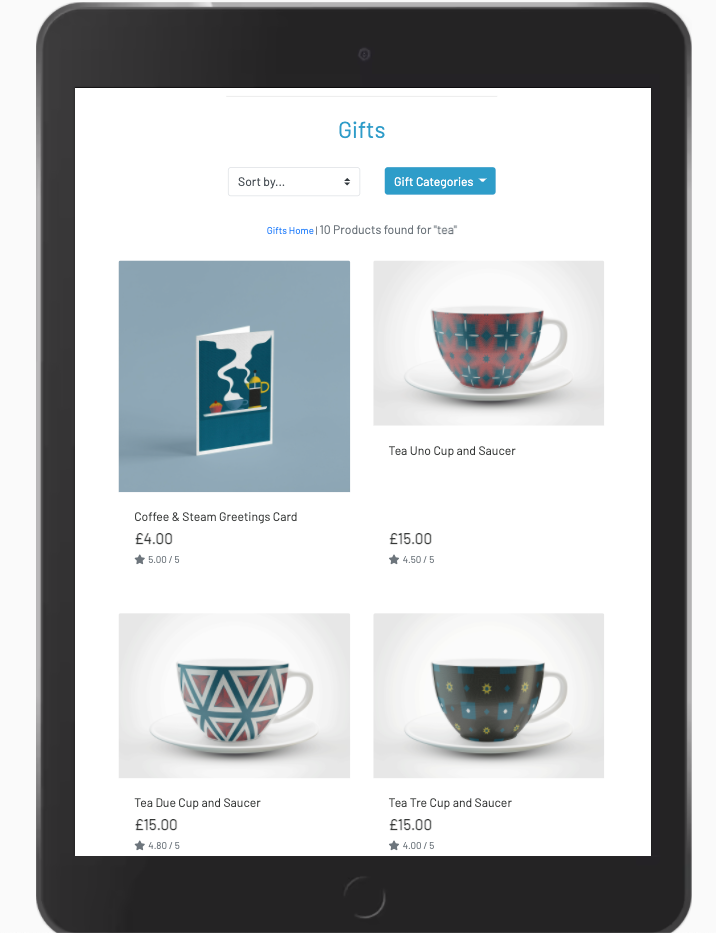 Gifts
Sort by...
Gift Categories
Gifts Home | 10 Products found for "tea"
Coffee & Steam Greetings Card
£4.00
5.00 / 5
Tea Uno Cup and Saucer
£15.00
4.50 / 5
Tea Due Cup and Saucer
£15.00
4.80 / 5
Tea Tre Cup and Saucer
£15.00
4.00 / 5